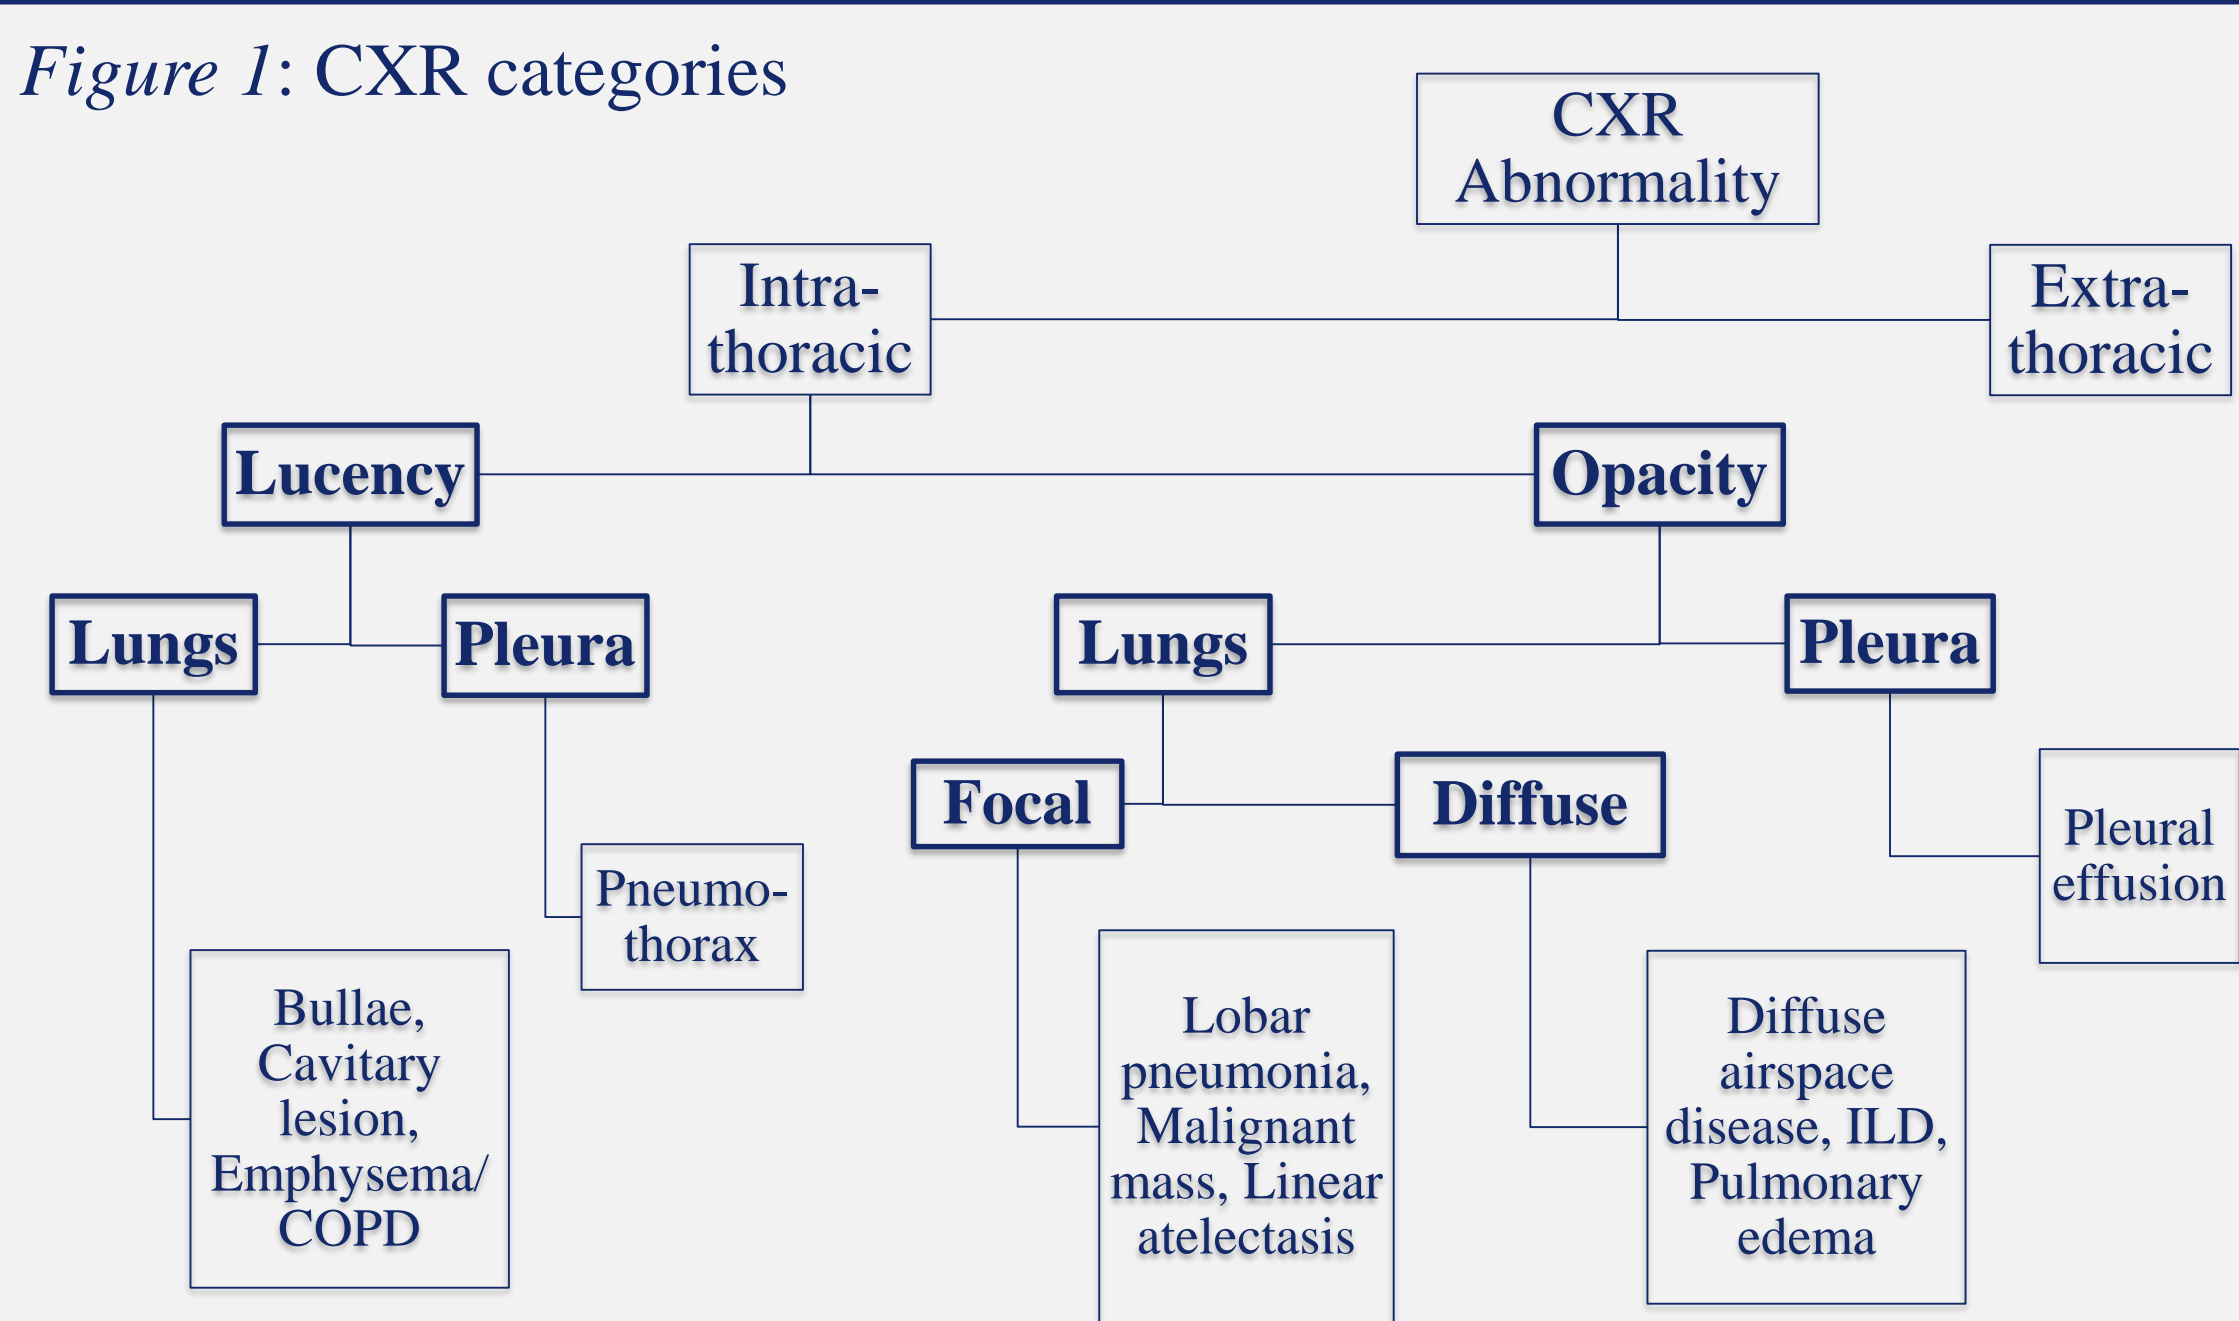 Figure 1: CXR categories
CXR
Abnormality
Intra-
thoracic
Extra-
thoracic
Lucency
Opacity
Lungs
Pleura
Lungs
Pleura
Focal
Diffuse
Pleural
effusion
Pneumo-
thorax
Bullae,
Cavitary
lesion,
Emphysema/
COPD
Lobar
pneumonia,
Malignant
mass, Linear
atelectasis
Diffuse
airspace
disease, ILD,
Pulmonary
edema